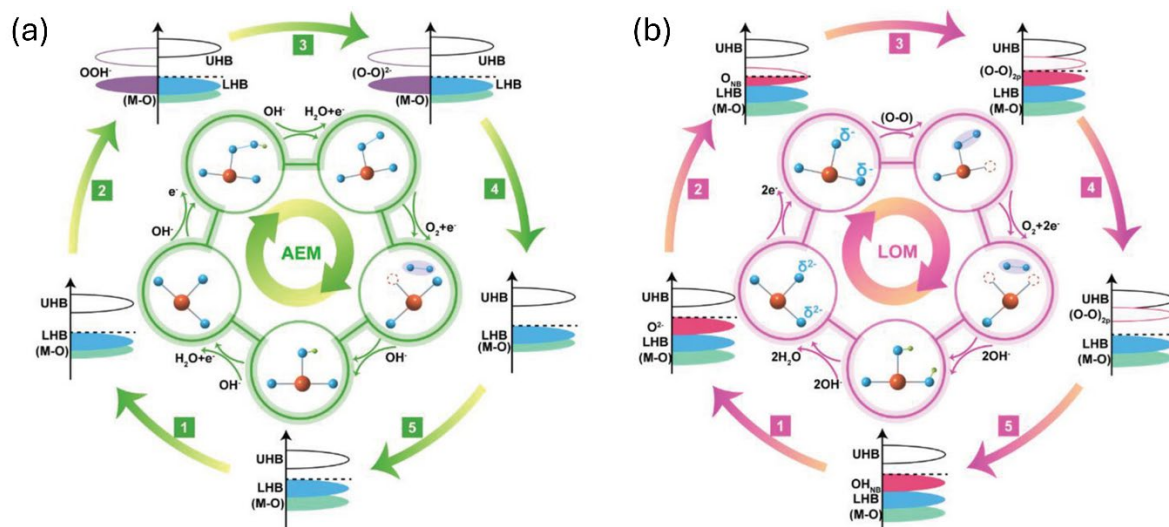 (a)
3
OOH⁻
UHB
LHB
(M-O)
(O-O)²⁻
UHB
LHB
(M-O)
OH⁻
H₂O+e⁻
2
e⁻
OH⁻
AEM
4
O₂+e⁻
UHB
LHB
(M-O)
UHB
LHB
(M-O)
H₂O+e⁻
OH⁻
OH⁻
1
5
UHB
LHB
(M-O)
(b)
3
UHB
O_NB
LHB
(M-O)
UHB
(O-O)₂ₚ
LHB
(M-O)
(O-O)
δ⁻
δ⁻
2
2e⁻
LOM
4
O₂+2e⁻
UHB
O²⁻
LHB
(M-O)
δ²⁻
δ²⁻
UHB
(O-O)₂ₚ
LHB
(M-O)
2H₂O
2OH⁻
2OH⁻
1
5
UHB
OH_NB
LHB
(M-O)